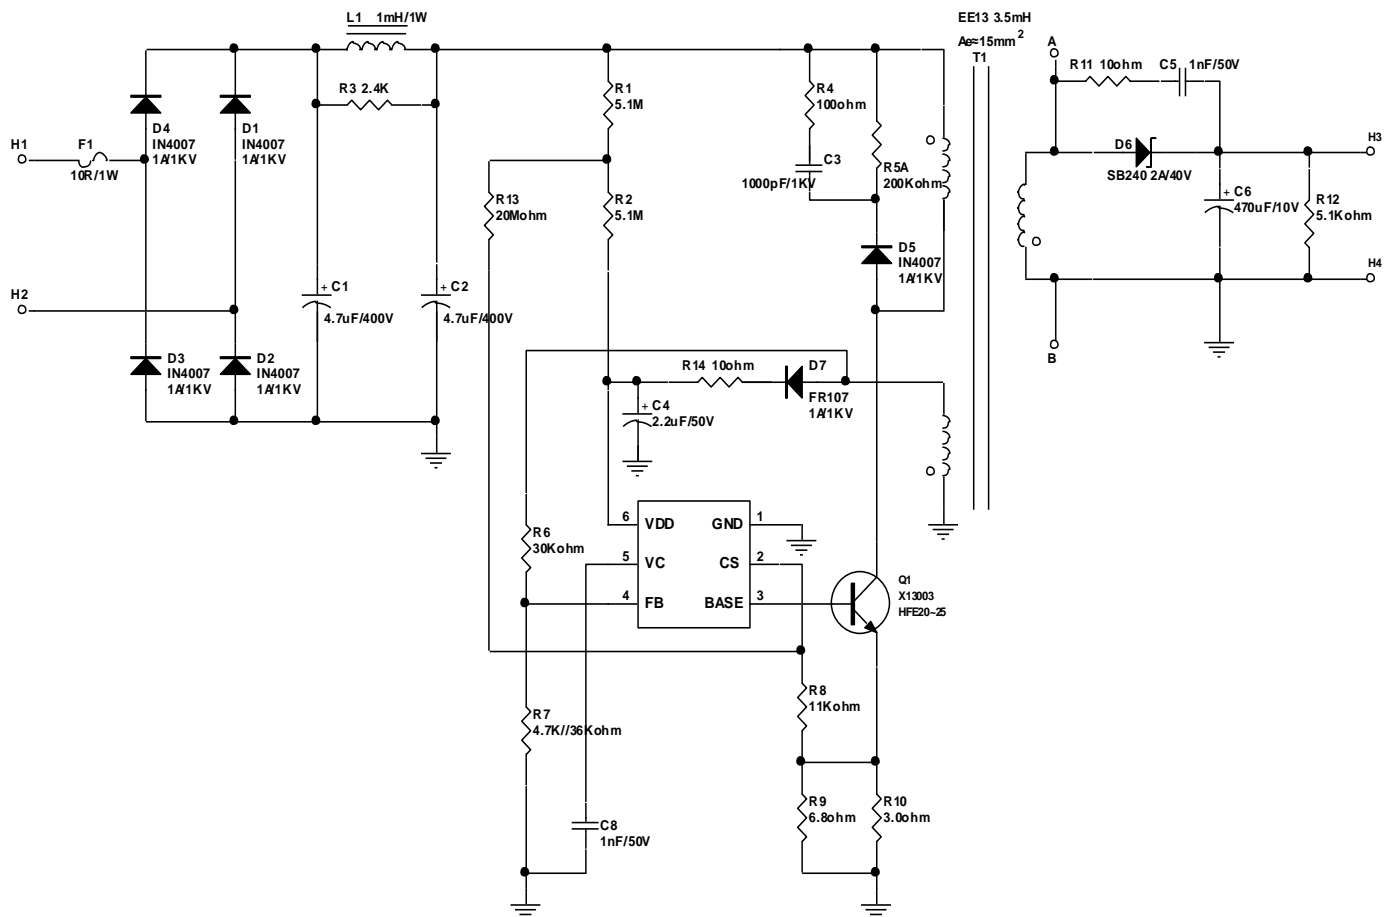 L1 1mH/1W
EE13 3.5mH
Ae≈15mm2
T1
A
R11 10ohm
C5 1nF/50V
R3 2.4K
R1
5.1M
R4
100ohm
D4
IN4007
1A/1KV
D1
IN4007
1A/1KV
H1
F1
10R/1W
C3
1000pF/1KV
R5A
200Kohm
D6
SB240 2A/40V
H3
R13
20Mohm
R2
5.1M
C6
470uF/10V
R12
5.1Kohm
D5
IN4007
1A/1KV
H4
H2
C1
4.7uF/400V
C2
4.7uF/400V
B
D3
IN4007
1A/1KV
D2
IN4007
1A/1KV
R14 10ohm
D7
FR107
1A/1KV
C4
2.2uF/50V
6 VDD
GND 1
R6
30Kohm
5 VC
CS 2
4 FB
BASE 3
Q1
X13003
HFE20~25
R8
11Kohm
R7
4.7K//36Kohm
R9
6.8ohm
R10
3.0ohm
C8
1nF/50V
+
+
+
+